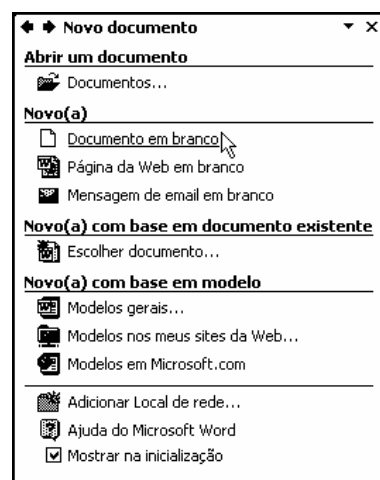 Novo documento
Abrir um documento
Documentos...
Novo(a)
Documento em branco
Página da Web em branco
Mensagem de email em branco
Novo(a) com base em documento existente
Escolher documento...
Novo(a) com base em modelo
Modelos gerais...
Modelos nos meus sites da Web...
Modelos em Microsoft.com
Adicionar Local de rede...
Ajuda do Microsoft Word
Mostrar na inicialização